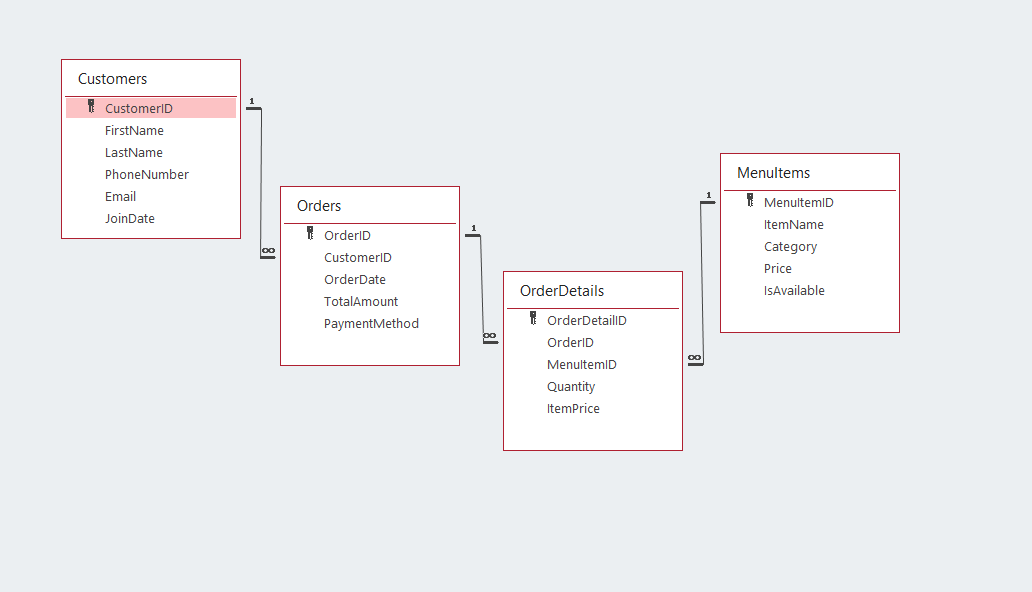 Customers
CustomerID
FirstName
LastName
PhoneNumber
Email
JoinDate
1
∞
Orders
OrderID
CustomerID
OrderDate
TotalAmount
PaymentMethod
1
∞
OrderDetails
OrderDetailID
OrderID
MenuItemID
Quantity
ItemPrice
∞
1
MenuItems
MenuItemID
ItemName
Category
Price
IsAvailable